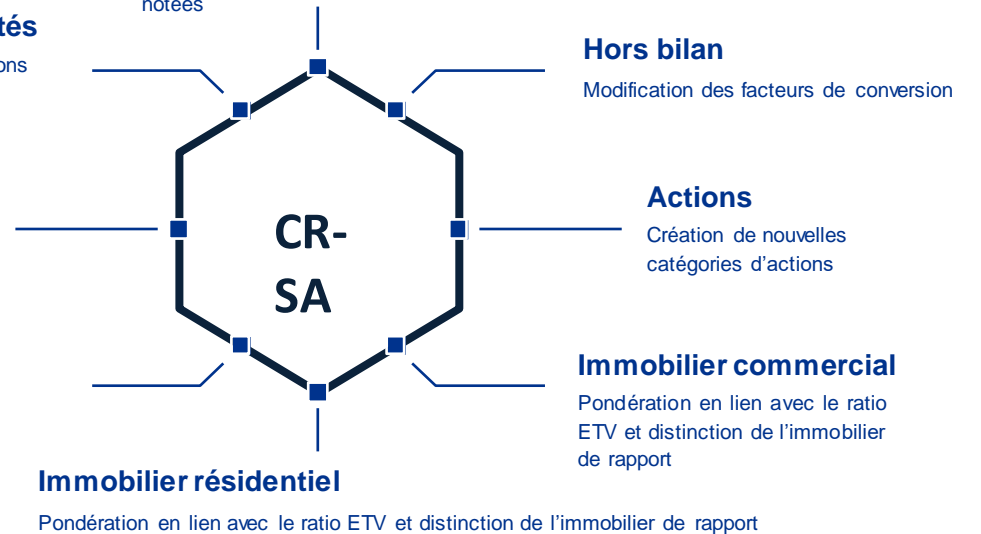 notées
tés
ons
Hors bilan
Modification des facteurs de conversion
Actions
Création de nouvelles
catégories d’actions
CR-
SA
Immobilier commercial
Pondération en lien avec le ratio
ETV et distinction de l’immobilier
de rapport
Immobilier résidentiel
Pondération en lien avec le ratio ETV et distinction de l’immobilier de rapport